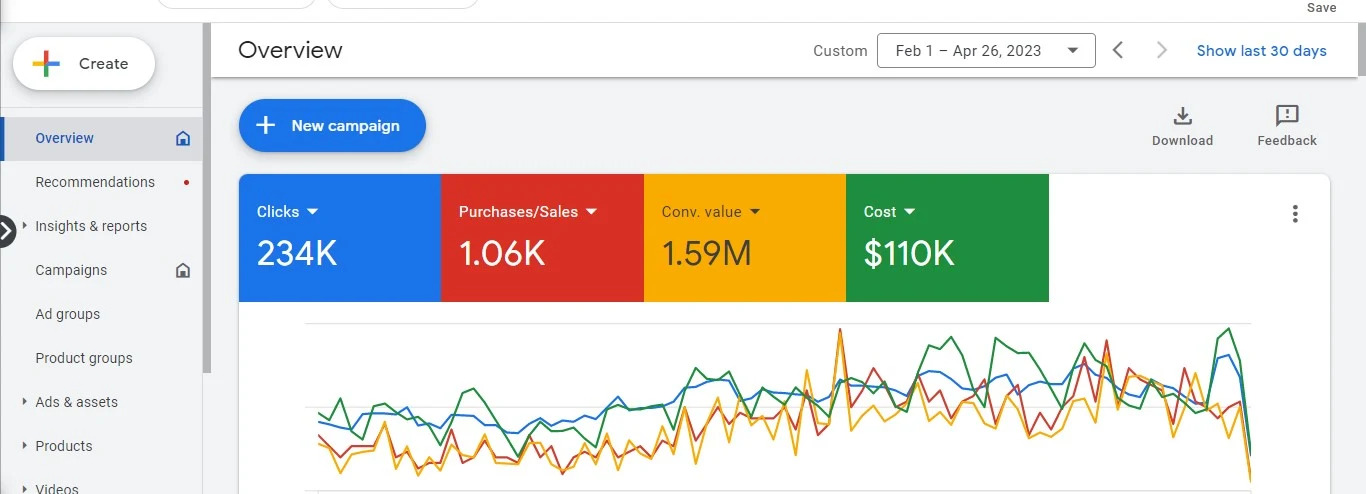 Save
Create
Overview
Custom
Feb 1 – Apr 26, 2023
Show last 30 days
New campaign
Download
Feedback
Overview
Recommendations
Insights & reports
Campaigns
Ad groups
Product groups
Ads & assets
Products
Videos
Clicks
234K
Purchases/Sales
1.06K
Conv. value
1.59M
Cost
$110K